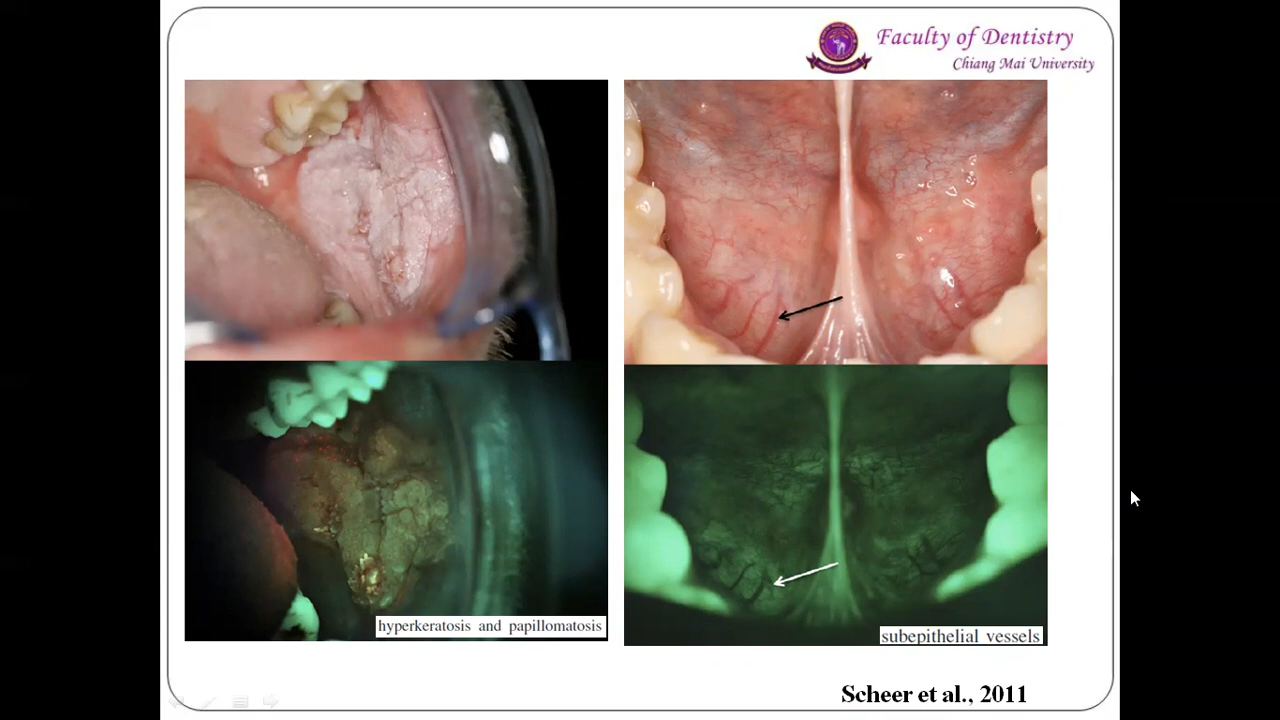 Faculty of Dentistry
Chiang Mai University
hyperkeratosis and papillomatosis
subepithelial vessels
Scheer et al., 2011